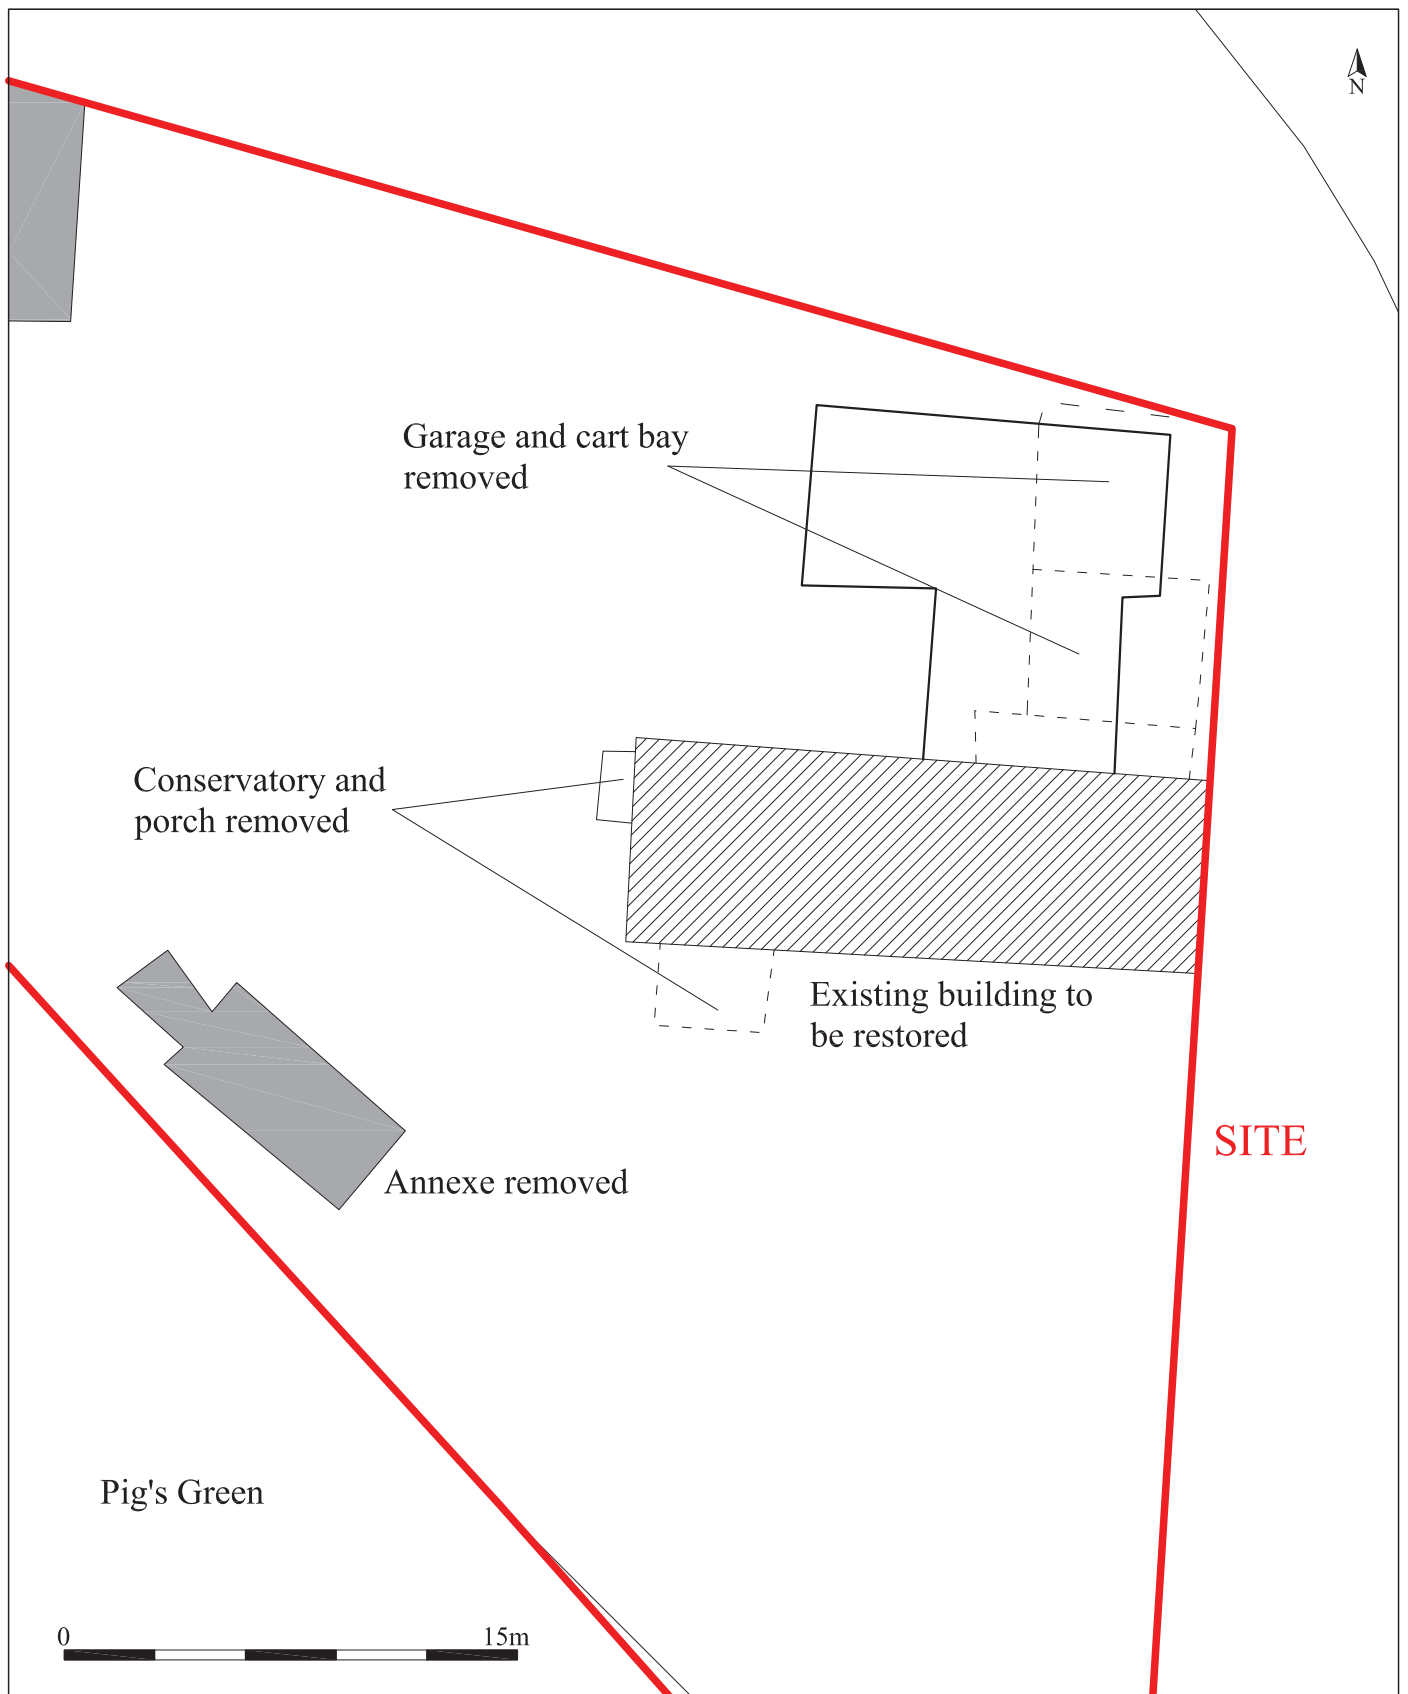 N
Garage and cart bay
removed
Conservatory and
porch removed
Existing building to
be restored
SITE
Annexe removed
Pig's Green
0 15m